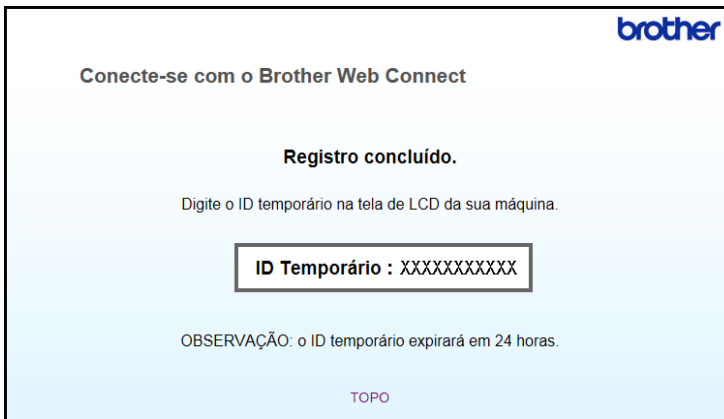 brother
Conecte-se com o Brother Web Connect
Registro concluído.
Digite o ID temporário na tela de LCD da sua máquina.
ID Temporário : XXXXXXXXXXX
OBSERVAÇÃO: o ID temporário expirará em 24 horas.
TOPO